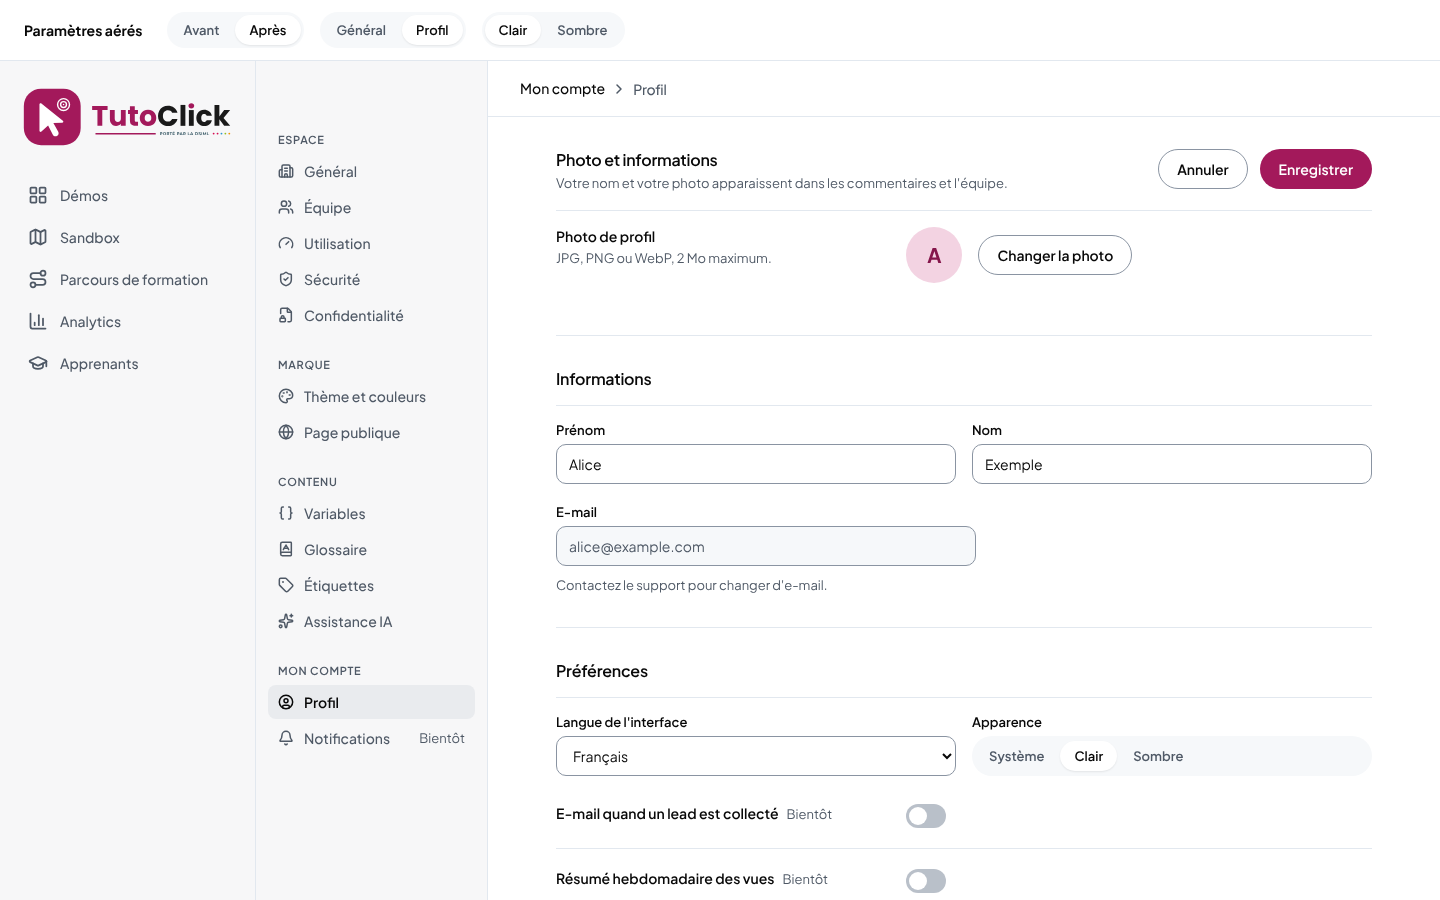 Paramètres aérés
Avant
Après
Général
Profil
Clair
Sombre
TutoClick
PORTÉ PAR LA DSIML
Démos
Sandbox
Parcours de formation
Analytics
Apprenants
ESPACE
Général
Équipe
Utilisation
Sécurité
Confidentialité
MARQUE
Thème et couleurs
Page publique
CONTENU
Variables
Glossaire
Étiquettes
Assistance IA
MON COMPTE
Profil
Notifications Bientôt
Mon compte > Profil
Photo et informations
Votre nom et votre photo apparaissent dans les commentaires et l'équipe.
Annuler
Enregistrer
Photo de profil
JPG, PNG ou WebP, 2 Mo maximum.
A
Changer la photo
Informations
Prénom
Nom
Alice
Exemple
E-mail
alice@example.com
Contactez le support pour changer d'e-mail.
Préférences
Langue de l'interface
Apparence
Français
Système
Clair
Sombre
E-mail quand un lead est collecté Bientôt
Résumé hebdomadaire des vues Bientôt